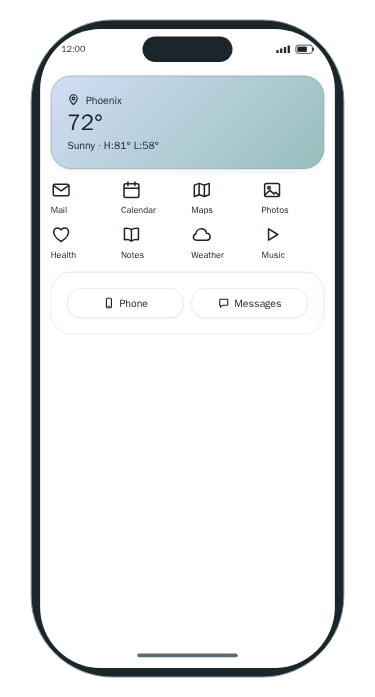 12:00
Phoenix
72°
Sunny · H:81° L:58°
Mail Calendar Maps Photos
Health Notes Weather Music
Phone Messages